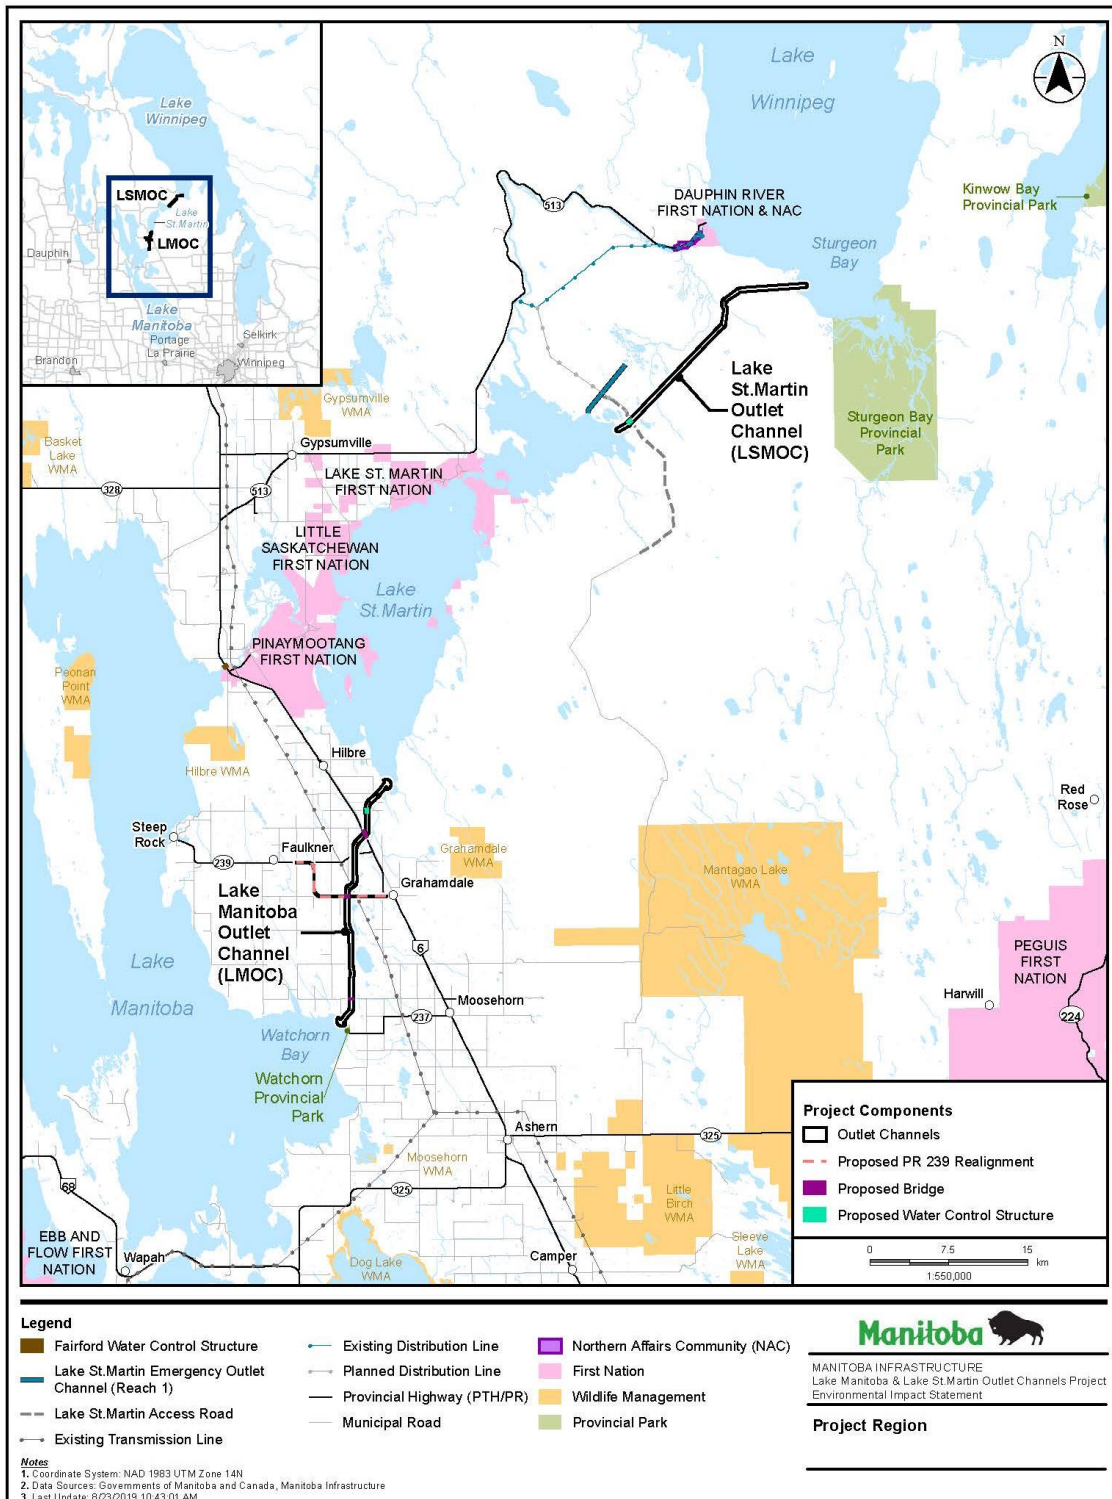 Lake
Winnipeg
LSMOC
Lake
St.Martin
LMOC
Dauphin
Lake
Manitoba
Portage
La Prairie
Selkirk
Brandon
Winnipeg
Lake
Winnipeg
N
Kinwow Bay
Provincial Park
DAUPHIN RIVER
FIRST NATION & NAC
513
Sturgeon
Bay
Lake
St.Martin
Outlet
Channel
(LSMOC)
Sturgeon Bay
Provincial
Park
Gypsumville
WMA
Basket
Lake
WMA
Gypsumville
LAKE ST. MARTIN
FIRST NATION
328
513
LITTLE
SASKATCHEWAN
FIRST NATION
Lake
St.Martin
PINAYMOOTANG
FIRST NATION
Peonan
Point
WMA
Hilbre WMA
Hilbre
Steep
Rock
239
Faulkner
Grahamdale
WMA
Grahamdale
Red
Rose
Mantagao Lake
WMA
Lake
Manitoba
Outlet
Channel
(LMOC)
Lake
Manitoba
6
PEGUIS
FIRST
NATION
Harwill
224
Moosehorn
237
Watchorn
Bay
Watchorn
Provincial
Park
Ashern
325
Moosehorn
WMA
325
Little
Birch
WMA
Sleeve
Lake
WMA
68
EBB AND
FLOW FIRST
NATION
Wapah
Dog Lake
WMA
Camper
Project Components
Outlet Channels
Proposed PR 239 Realignment
Proposed Bridge
Proposed Water Control Structure
0 7.5 15
km
1:550,000
Legend
Fairford Water Control Structure
Lake St.Martin Emergency Outlet
Channel (Reach 1)
Lake St.Martin Access Road
Existing Transmission Line
Existing Distribution Line
Planned Distribution Line
Provincial Highway (PTH/PR)
Municipal Road
Northern Affairs Community (NAC)
First Nation
Wildlife Management
Provincial Park
Manitoba
MANITOBA INFRASTRUCTURE
Lake Manitoba & Lake St.Martin Outlet Channels Project
Environmental Impact Statement
Project Region
Notes
1. Coordinate System: NAD 1983 UTM Zone 14N
2. Data Sources: Governments of Manitoba and Canada, Manitoba Infrastructure
3. Last Update: 8/23/2019 10:43:01 AM